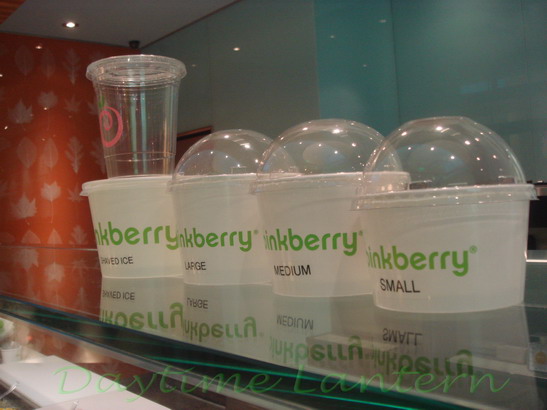 inkberry®
SHAVED ICE
inkberry®
LARGE
inkberry®
MEDIUM
inkberry®
SMALL
Daytime Lantern